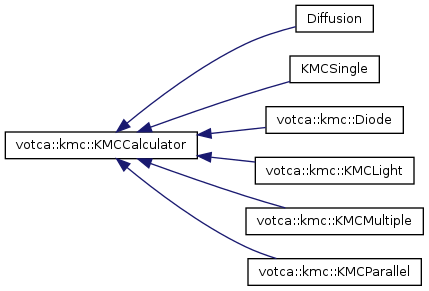 Diffusion
KMCSingle
votca::kmc::Diode
votca::kmc::KMCCalculator
votca::kmc::KMCLight
votca::kmc::KMCMultiple
votca::kmc::KMCParallel